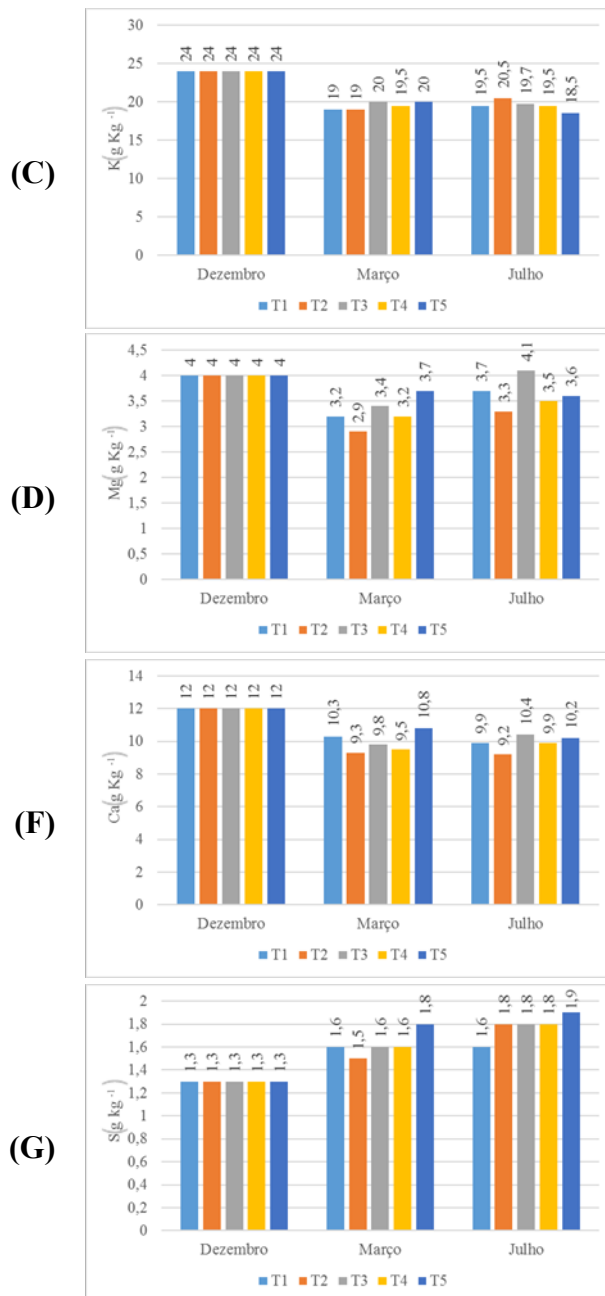 (C)
K(g Kg -1)
30
25
20
15
10
5
0
24 24 24 24 24
19 19 20 19,5 20
19,5 20,5 19,7 19,5 18,5
Dezembro Março Julho
T1 T2 T3 T4 T5
(D)
Mg(g Kg -1)
4,5
4
3,5
3
2,5
2
1,5
1
0,5
0
4 4 4 4 4
3,2 2,9 3,4 3,2 3,7
3,7 3,3 4,1 3,5 3,6
Dezembro Março Julho
T1 T2 T3 T4 T5
(F)
Ca(g Kg -1)
14
12
10
8
6
4
2
0
12 12 12 12 12
10,3 9,3 9,8 9,5 10,8
9,9 9,2 10,4 9,9 10,2
Dezembro Março Julho
T1 T2 T3 T4 T5
(G)
S(g kg -1)
2
1,8
1,6
1,4
1,2
1
0,8
0,6
0,4
0,2
0
1,3 1,3 1,3 1,3 1,3
1,6 1,5 1,6 1,6 1,8
1,6 1,8 1,8 1,8 1,9
Dezembro Março Julho
T1 T2 T3 T4 T5